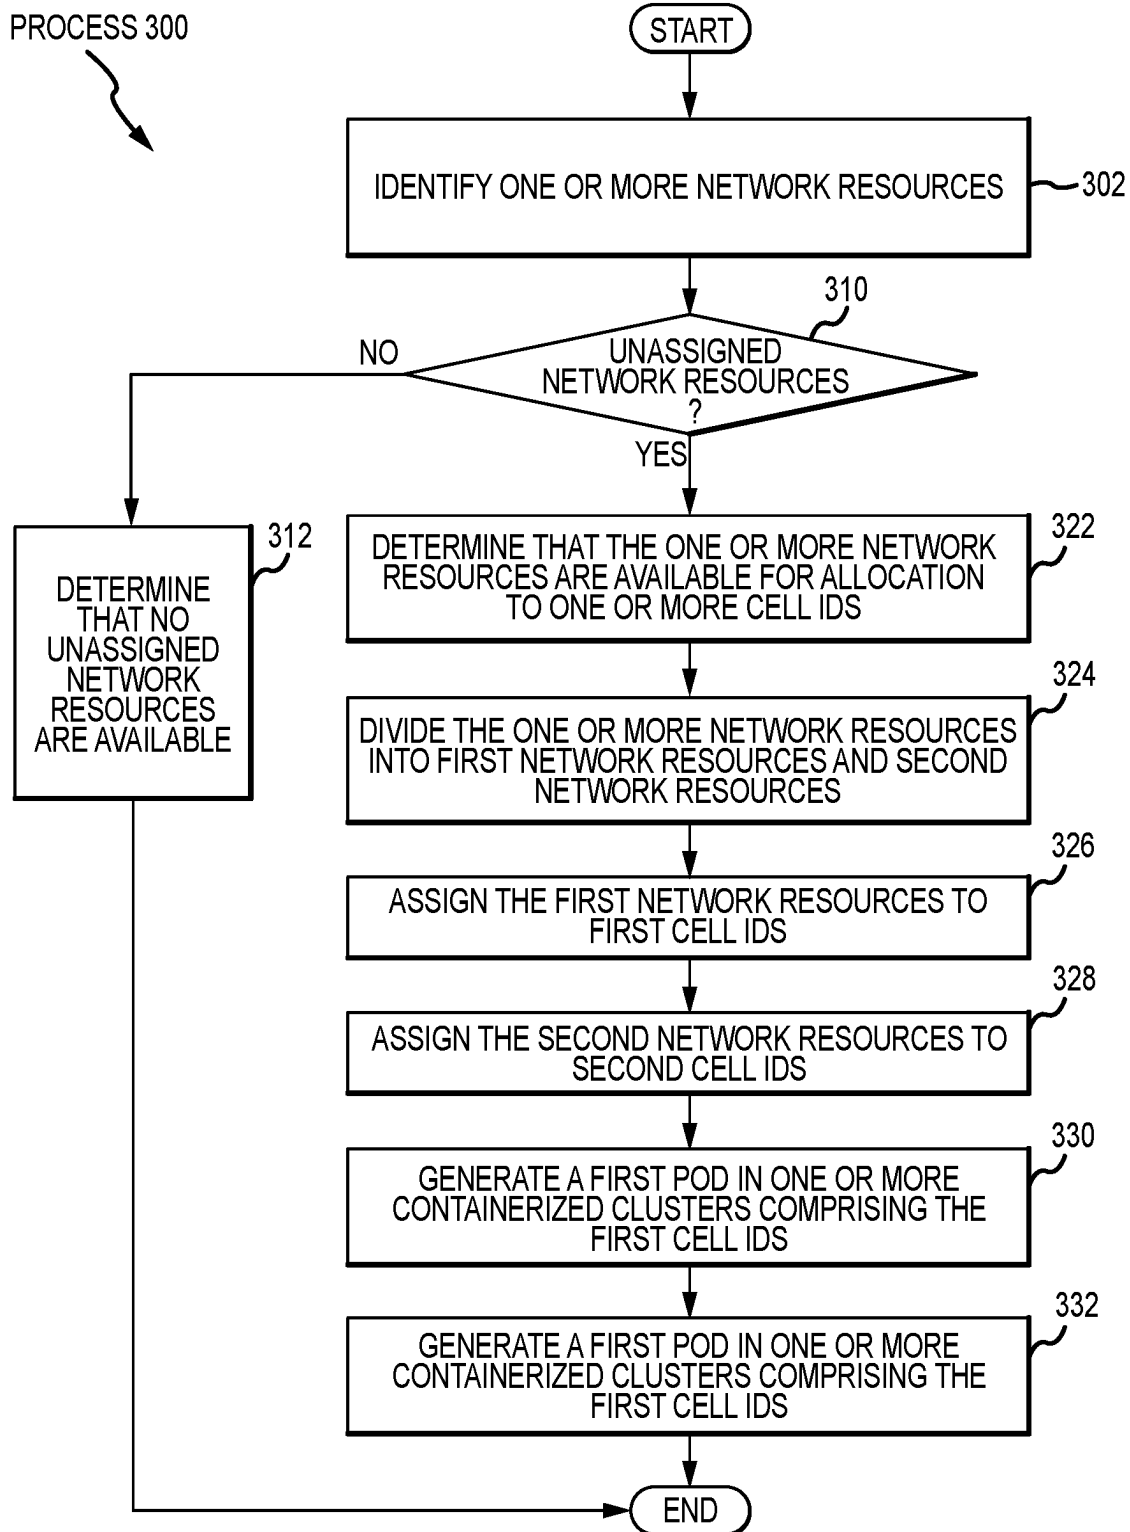 PROCESS 300
START
IDENTIFY ONE OR MORE NETWORK RESOURCES
302
310
UNASSIGNED
NETWORK RESOURCES
?
NO
YES
312
DETERMINE
THAT NO
UNASSIGNED
NETWORK
RESOURCES
ARE AVAILABLE
322
DETERMINE THAT THE ONE OR MORE NETWORK
RESOURCES ARE AVAILABLE FOR ALLOCATION
TO ONE OR MORE CELL IDS
324
DIVIDE THE ONE OR MORE NETWORK RESOURCES
INTO FIRST NETWORK RESOURCES AND SECOND
NETWORK RESOURCES
326
ASSIGN THE FIRST NETWORK RESOURCES TO
FIRST CELL IDS
328
ASSIGN THE SECOND NETWORK RESOURCES TO
SECOND CELL IDS
330
GENERATE A FIRST POD IN ONE OR MORE
CONTAINERIZED CLUSTERS COMPRISING THE
FIRST CELL IDS
332
GENERATE A FIRST POD IN ONE OR MORE
CONTAINERIZED CLUSTERS COMPRISING THE
FIRST CELL IDS
END